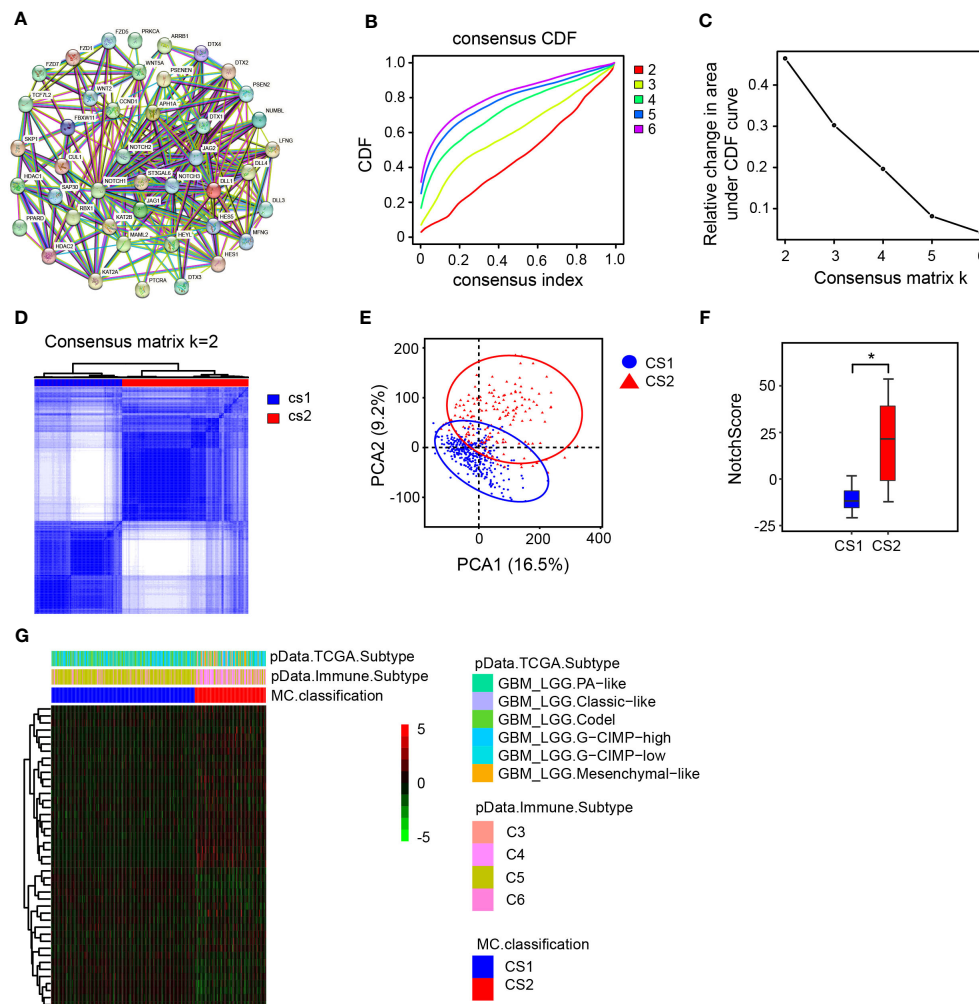 A
FZD5
PRKCA
ARRB1
FZD1
DTX4
FZD7
WNT5A
PSENEN
DTX2
TCF7L2
WNT2
CCND1
APH1A
PSEN2
FBXW11
DTX1
NUMBL
SKP1
CUL1
NOTCH2
JAG2
LFNG
HDAC1
SAP30
NOTCH1
ST3GAL6
NOTCH3
DLL1
DLL4
PPARD
RBX1
JAG1
DLL3
KAT2B
HES5
HDAC2
MAML2
HEYL
MFNG
KAT2A
HES1
PTCRA
DTX3
B
consensus CDF
CDF
1.0
0.8
0.6
0.4
0.2
0
0 0.2 0.4 0.6 0.8 1.0
consensus index
2
3
4
5
6
C
Relative change in area
under CDF curve
0.4
0.3
0.2
0.1
2 3 4 5
Consensus matrix k
D
Consensus matrix k=2
cs1
cs2
E
PCA2 (9.2%)
200
100
0
-100
0 200 400
PCA1 (16.5%)
CS1
CS2
F
NotchScore
50
25
0
-25
*
CS1 CS2
G
pData.TCGA.Subtype
pData.Immune.Subtype
MC.classification
5
0
-5
pData.TCGA.Subtype
GBM_LGG.PA-like
GBM_LGG.Classic-like
GBM_LGG.Codel
GBM_LGG.G-CIMP-high
GBM_LGG.G-CIMP-low
GBM_LGG.Mesenchymal-like
pData.Immune.Subtype
C3
C4
C5
C6
MC.classification
CS1
CS2